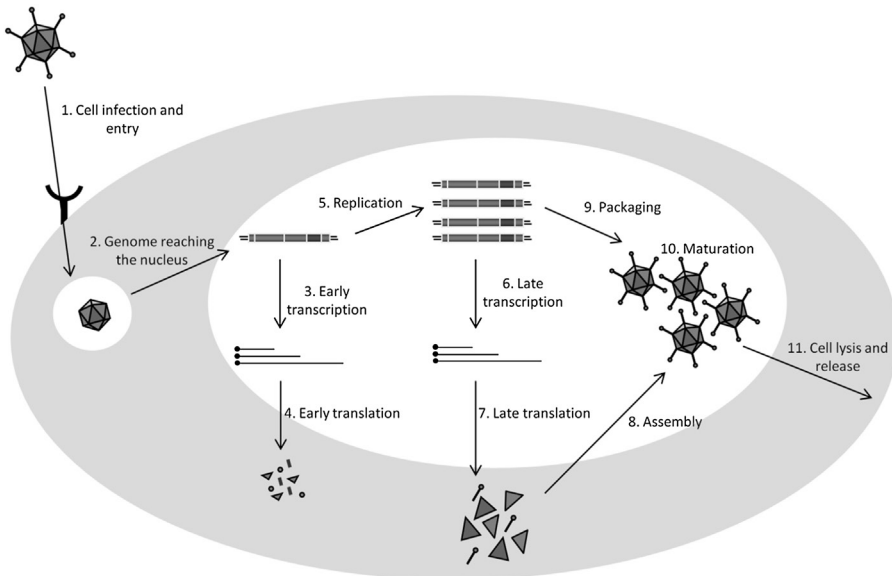 1. Cell infection and
entry
2. Genome reaching
the nucleus
3. Early
transcription
4. Early translation
5. Replication
6. Late
transcription
7. Late translation
8. Assembly
9. Packaging
10. Maturation
11. Cell lysis and
release